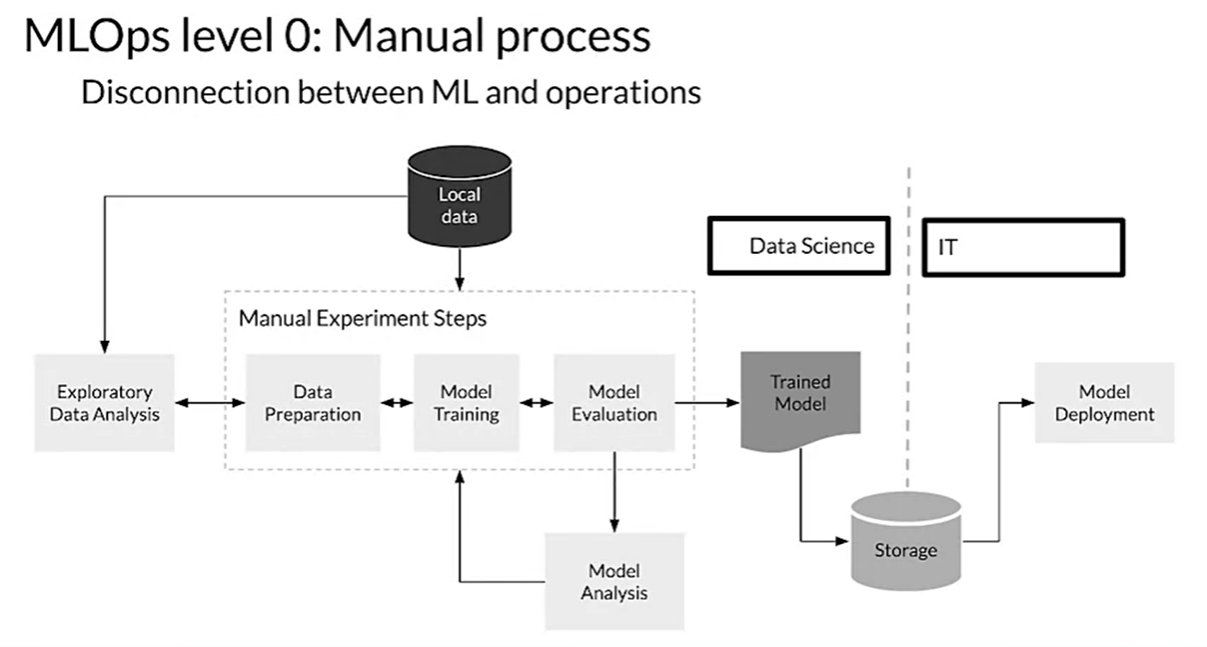 MLOps level 0: Manual process
Disconnection between ML and operations
Local
data
Data Science
IT
Manual Experiment Steps
Exploratory
Data Analysis
Data
Preparation
Model
Training
Model
Evaluation
Trained
Model
Model
Deployment
Storage
Model
Analysis